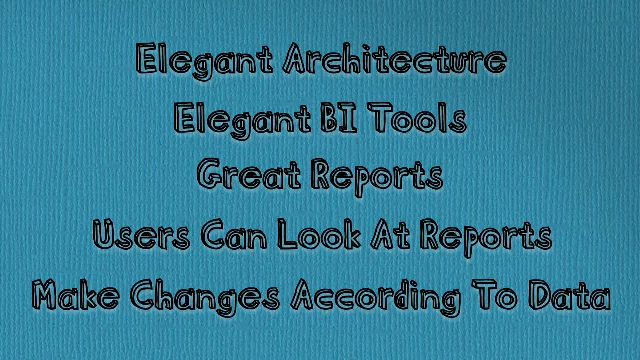 Elegant Architecture
Elegant BI Tools
Great Reports
Users Can Look At Reports
Make Changes According To Data